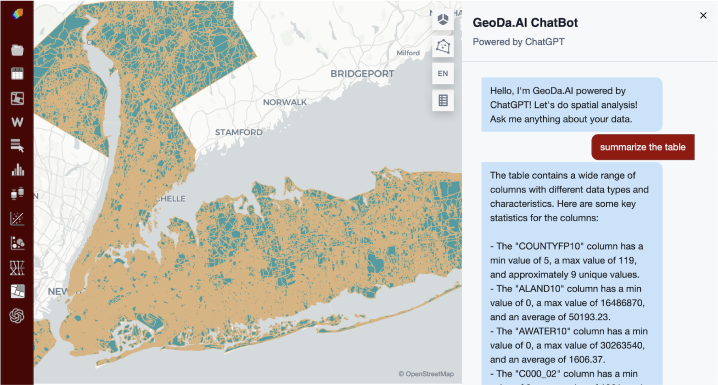 Milford
BRIDGEPORT
NORWALK
STAMFORD
CHELLE
NEW
© OpenStreetMap
EN
GeoDa.AI ChatBot
Powered by ChatGPT
Hello, I'm GeoDa.AI powered by
ChatGPT! Let's do spatial analysis!
Ask me anything about your data.
summarize the table
The table contains a wide range of
columns with different data types and
characteristics. Here are some key
statistics for the columns:
- The "COUNTYFP10" column has a
min value of 5, a max value of 119,
and approximately 9 unique values.
- The "ALAND10" column has a min
value of 0, a max value of 16486870,
and an average of 50193.23.
- The "AWATER10" column has a min
value of 0, a max value of 30263540,
and an average of 1606.37.
- The "C000_02" column has a min